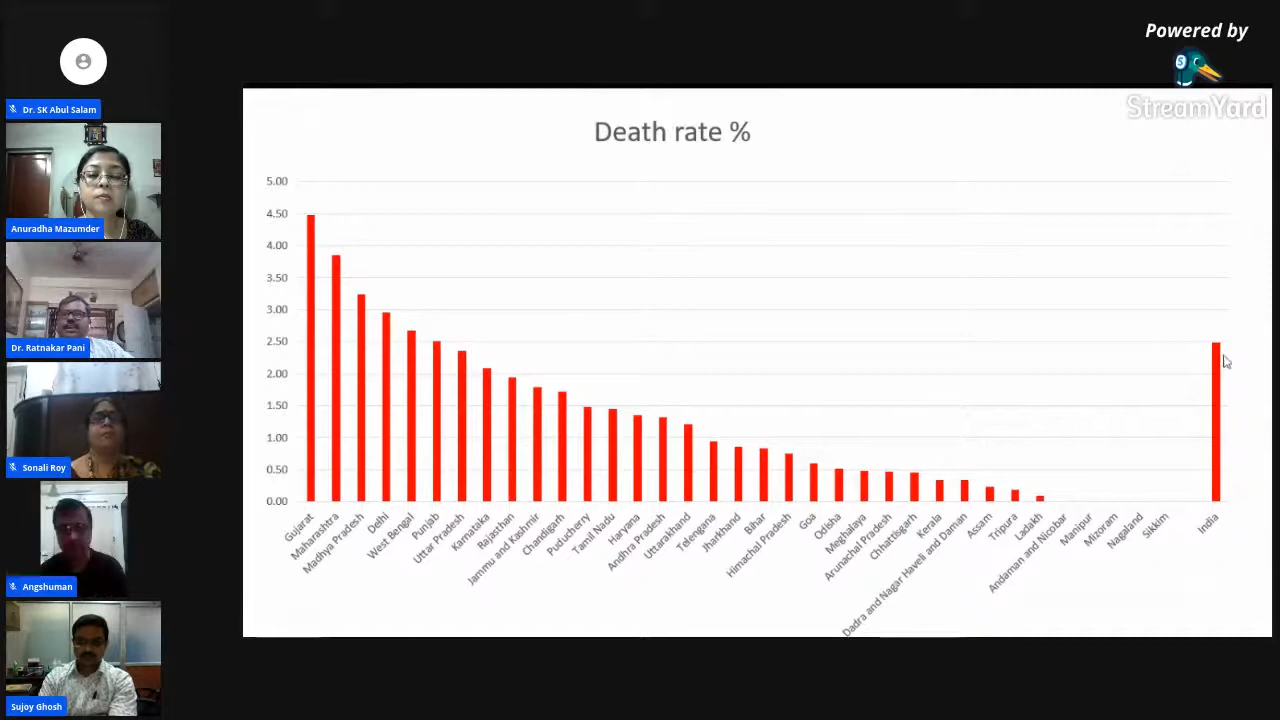 Powered by
StreamYard
Dr. SK Abul Salam
Anuradha Mazumder
Dr. Ratnakar Pani
Sonali Roy
Angshuman
Sujoy Ghosh
Death rate %
5.00
4.50
4.00
3.50
3.00
2.50
2.00
1.50
1.00
0.50
0.00
Gujarat
Maharashtra
Madhya Pradesh
Delhi
West Bengal
Punjab
Uttar Pradesh
Karnataka
Rajasthan
Jammu and Kashmir
Chandigarh
Puducherry
Tamil Nadu
Haryana
Andhra Pradesh
Uttarakhand
Telengana
Jharkhand
Bihar
Himachal Pradesh
Goa
Odisha
Meghalaya
Arunachal Pradesh
Chhattisgarh
Kerala
Dadra and Nagar Haveli and Daman
Assam
Tripura
Ladakh
Andaman and Nicobar
Manipur
Mizoram
Nagaland
Sikkim
India